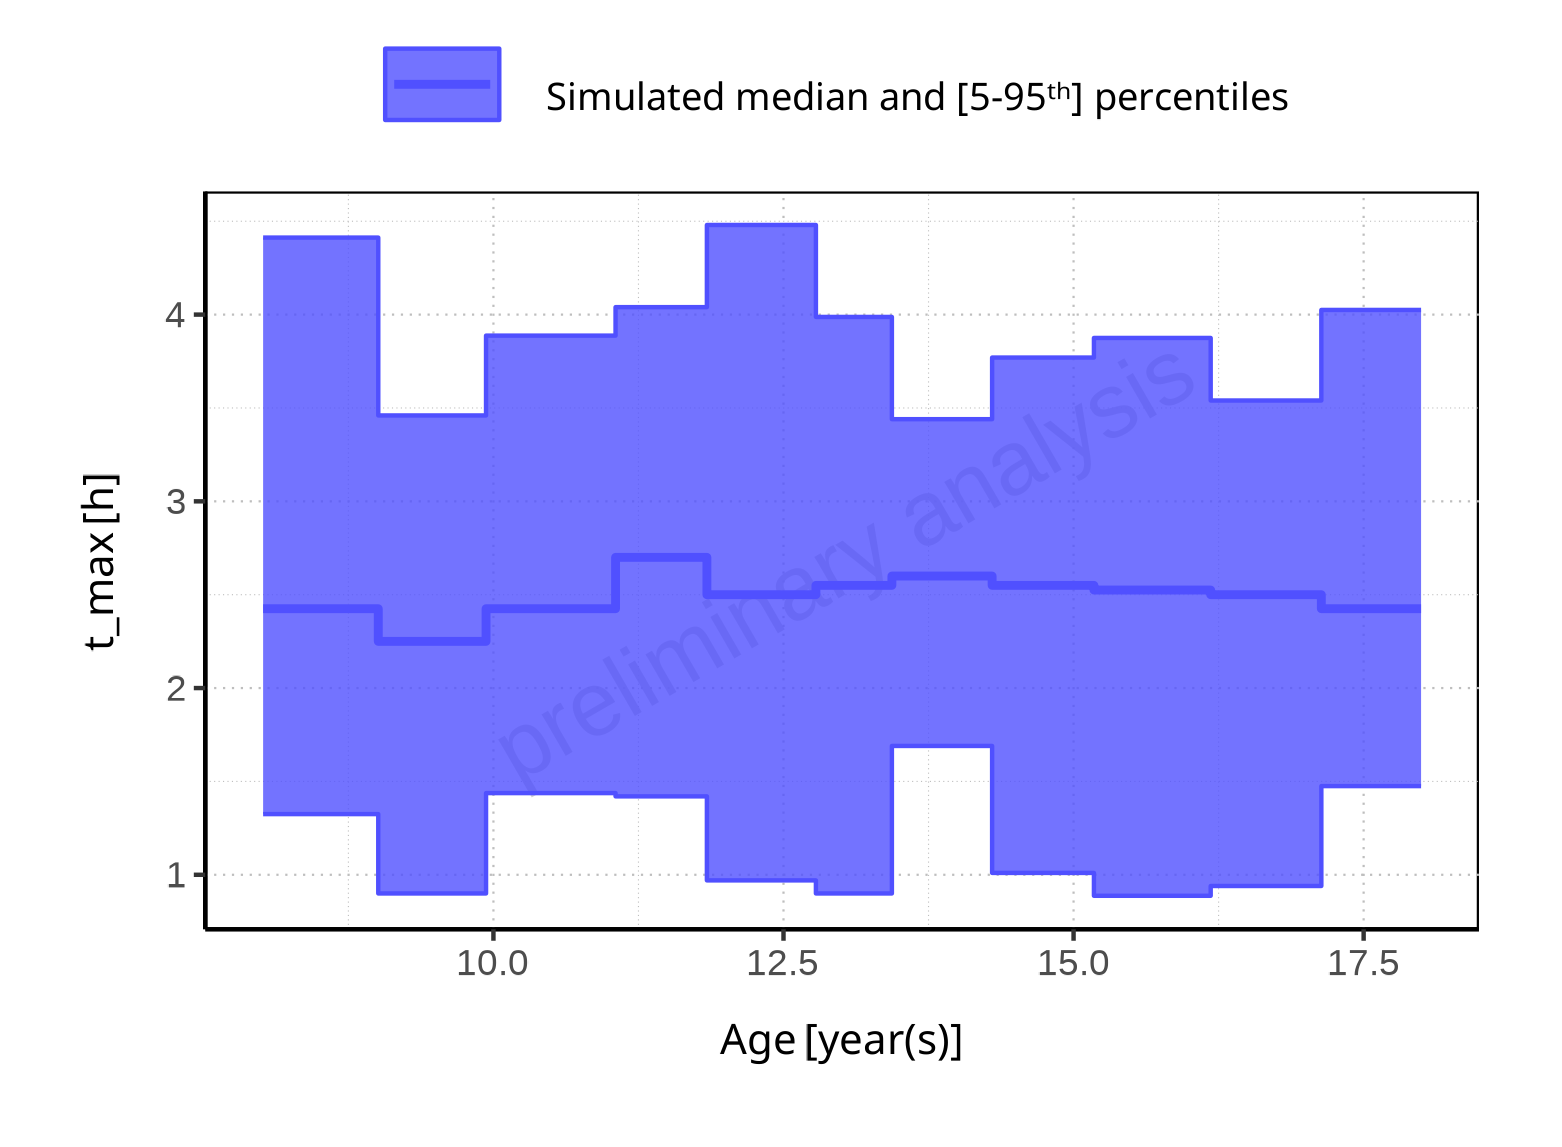 Simulated median and [5-95ᵗʰ] percentiles
4
3
2
1
t_max [h]
preliminary analysis
10.0 12.5 15.0 17.5
Age [year(s)]